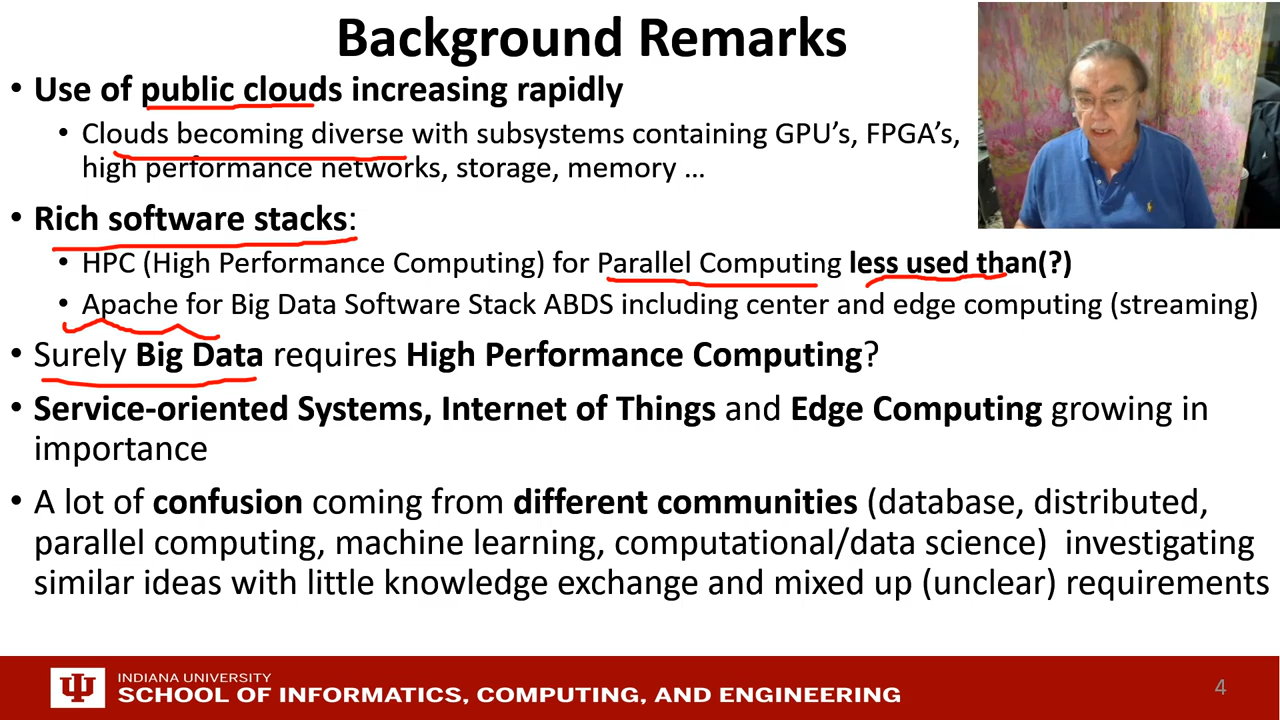 Background Remarks
• Use of public clouds increasing rapidly
• Clouds becoming diverse with subsystems containing GPU’s, FPGA’s,
high performance networks, storage, memory …
• Rich software stacks:
• HPC (High Performance Computing) for Parallel Computing less used than(?)
• Apache for Big Data Software Stack ABDS including center and edge computing (streaming)
• Surely Big Data requires High Performance Computing?
• Service-oriented Systems, Internet of Things and Edge Computing growing in
importance
• A lot of confusion coming from different communities (database, distributed,
parallel computing, machine learning, computational/data science) investigating
similar ideas with little knowledge exchange and mixed up (unclear) requirements
INDIANA UNIVERSITY
SCHOOL OF INFORMATICS, COMPUTING, AND ENGINEERING
4